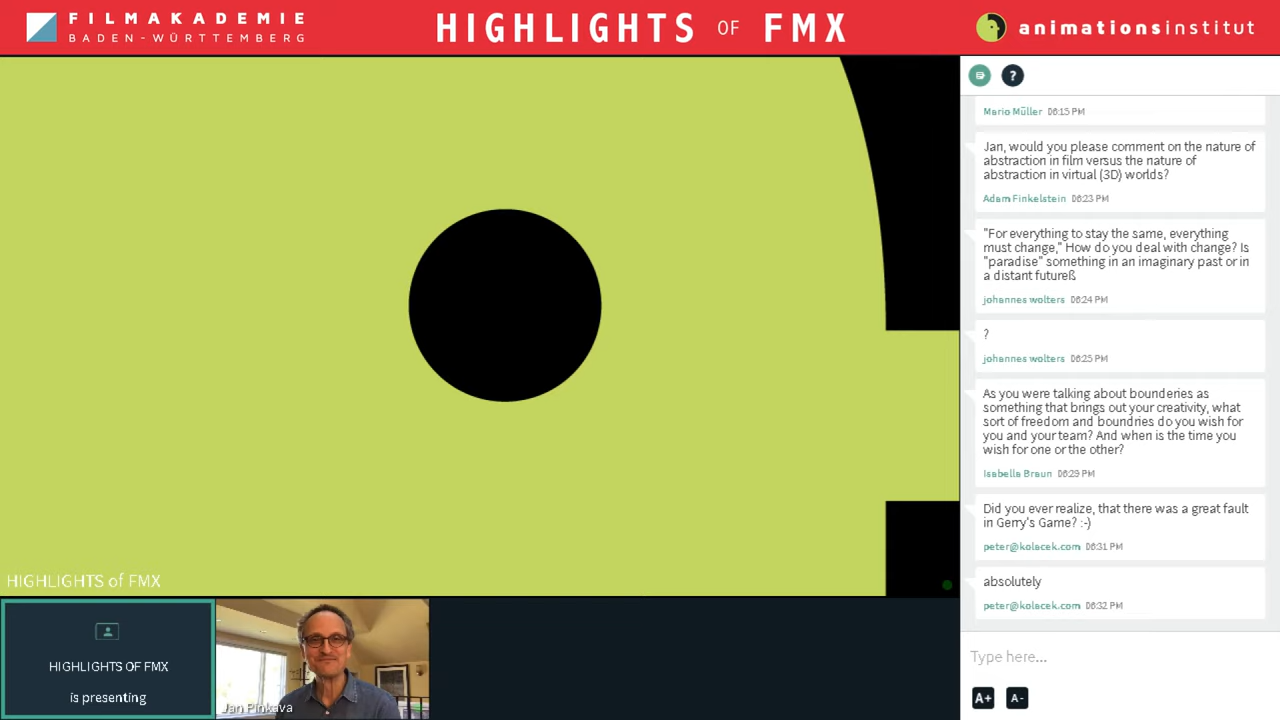 FILMAKADEMIE
BADEN-WÜRTTEMBERG
HIGHLIGHTS OF FMX
animationsinstitut
?
Mario Müller 06:15 PM
Jan, would you please comment on the nature of
abstraction in film versus the nature of
abstraction in virtual (3D) worlds?
Adam Finkelstein 06:23 PM
"For everything to stay the same, everything
must change," How do you deal with change? Is
"paradise" something in an imaginary past or in
a distant futureß
johannes wolters 06:24 PM
?
johannes wolters 06:25 PM
As you were talking about bounderies as
something that brings out your creativity, what
sort of freedom and boundries do you wish for
you and your team? And when is the time you
wish for one or the other?
Isabella Braun 06:29 PM
Did you ever realize, that there was a great fault
in Gerry's Game? :-)
peter@kolacek.com 06:31 PM
absolutely
peter@kolacek.com 06:32 PM
Type here...
A+ A-
HIGHLIGHTS of FMX
HIGHLIGHTS OF FMX
is presenting
Jan Pinkava